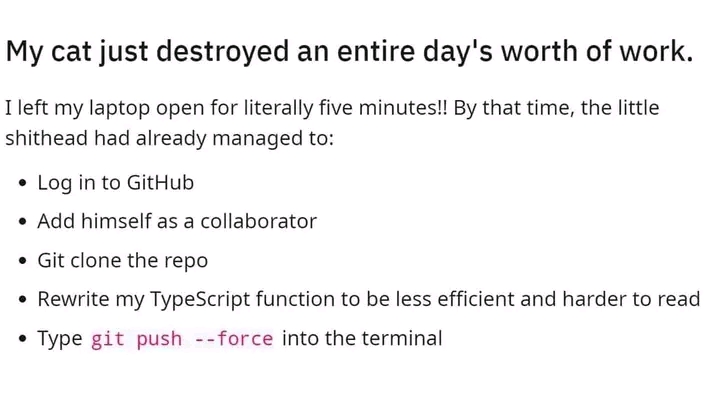 My cat just destroyed an entire day's worth of work.
I left my laptop open for literally five minutes!! By that time, the little
shithead had already managed to:
• Log in to GitHub
• Add himself as a collaborator
• Git clone the repo
• Rewrite my TypeScript function to be less efficient and harder to read
• Type git push --force into the terminal